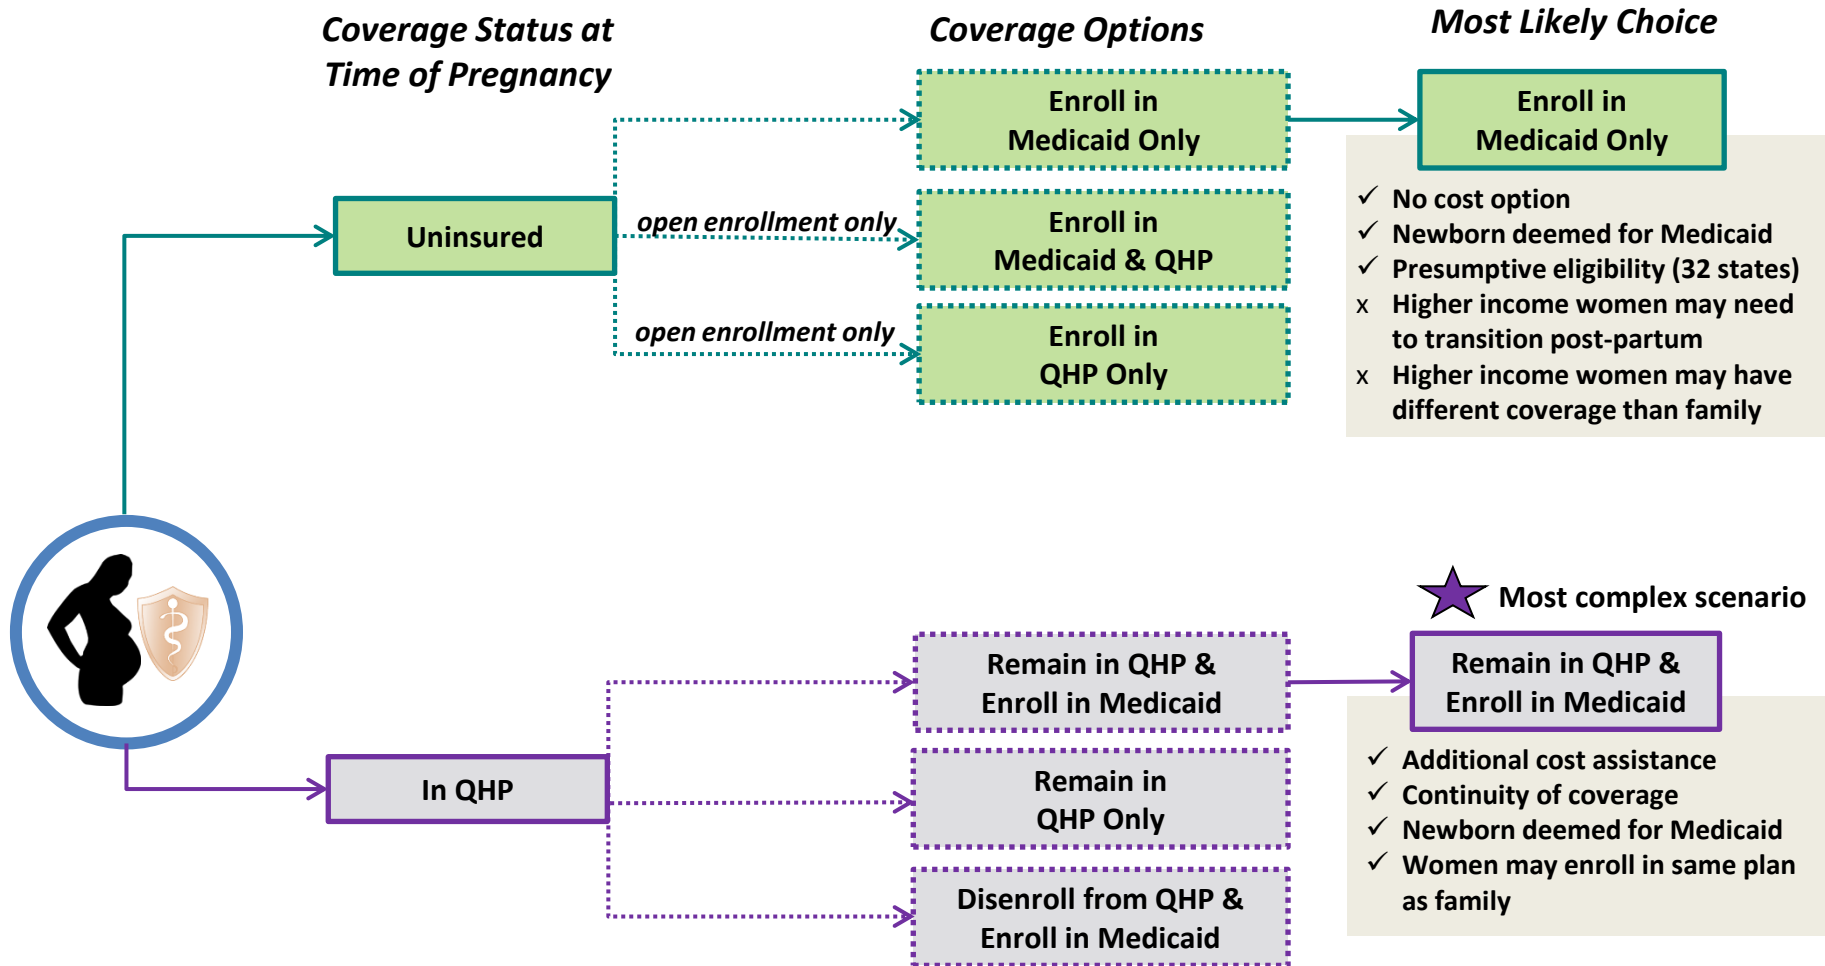 Coverage Status at
Time of Pregnancy
Coverage Options
Most Likely Choice
Uninsured
open enrollment only
open enrollment only
Enroll in
Medicaid Only
Enroll in
Medicaid & QHP
Enroll in
QHP Only
Enroll in
Medicaid Only
✓ No cost option
✓ Newborn deemed for Medicaid
✓ Presumptive eligibility (32 states)
x Higher income women may need
to transition post-partum
x Higher income women may have
different coverage than family
In QHP
Remain in QHP &
Enroll in Medicaid
Remain in
QHP Only
Disenroll from QHP &
Enroll in Medicaid
Most complex scenario
Remain in QHP &
Enroll in Medicaid
✓ Additional cost assistance
✓ Continuity of coverage
✓ Newborn deemed for Medicaid
✓ Women may enroll in same plan
as family